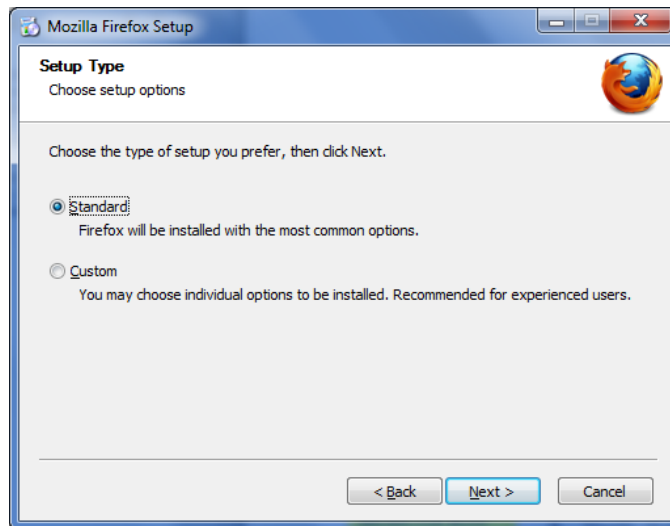 Mozilla Firefox Setup
Setup Type
Choose setup options
Choose the type of setup you prefer, then click Next.
Standard
Firefox will be installed with the most common options.
Custom
You may choose individual options to be installed. Recommended for experienced users.
< Back Next > Cancel